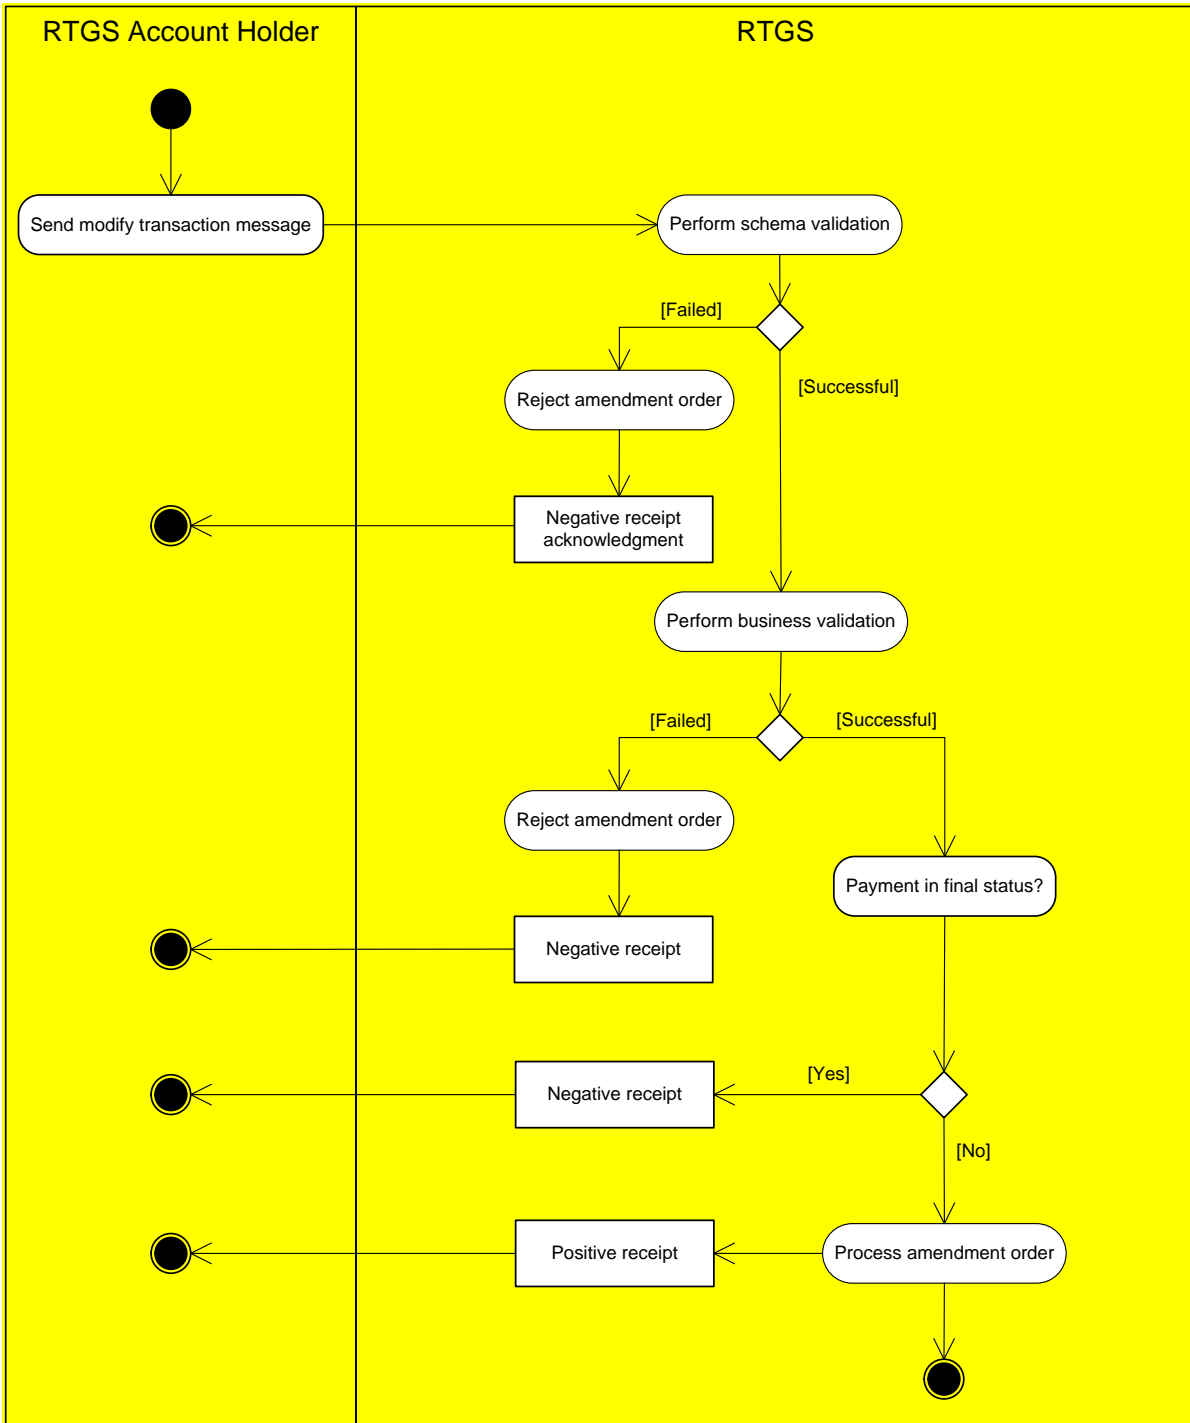 RTGS Account Holder
RTGS
Send modify transaction message
Perform schema validation
[Failed]
[Successful]
Reject amendment order
Negative receipt
acknowledgment
Perform business validation
[Failed]
[Successful]
Reject amendment order
Payment in final status?
Negative receipt
[Yes]
Negative receipt
[No]
Positive receipt
Process amendment order